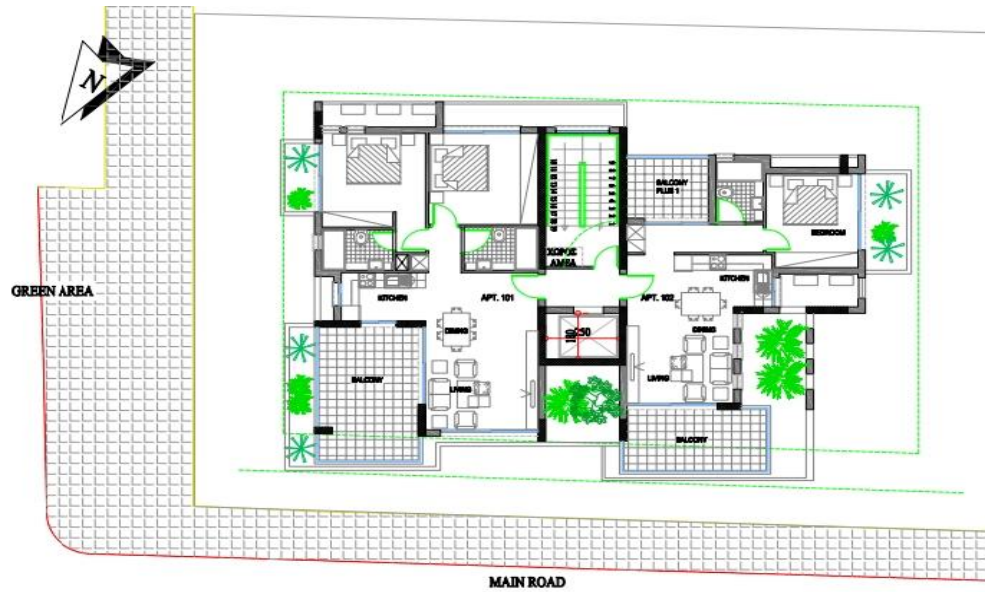 N
BALCONY
PLUS 1
BEDROOM
ΧΩΡΟΣ
ΑΜΕΑ
GREEN AREA
KITCHEN
APT. 101
APT. 102
KITCHEN
DINING
DINING
BALCONY
LIVING
LIVING
BALCONY
MAIN ROAD